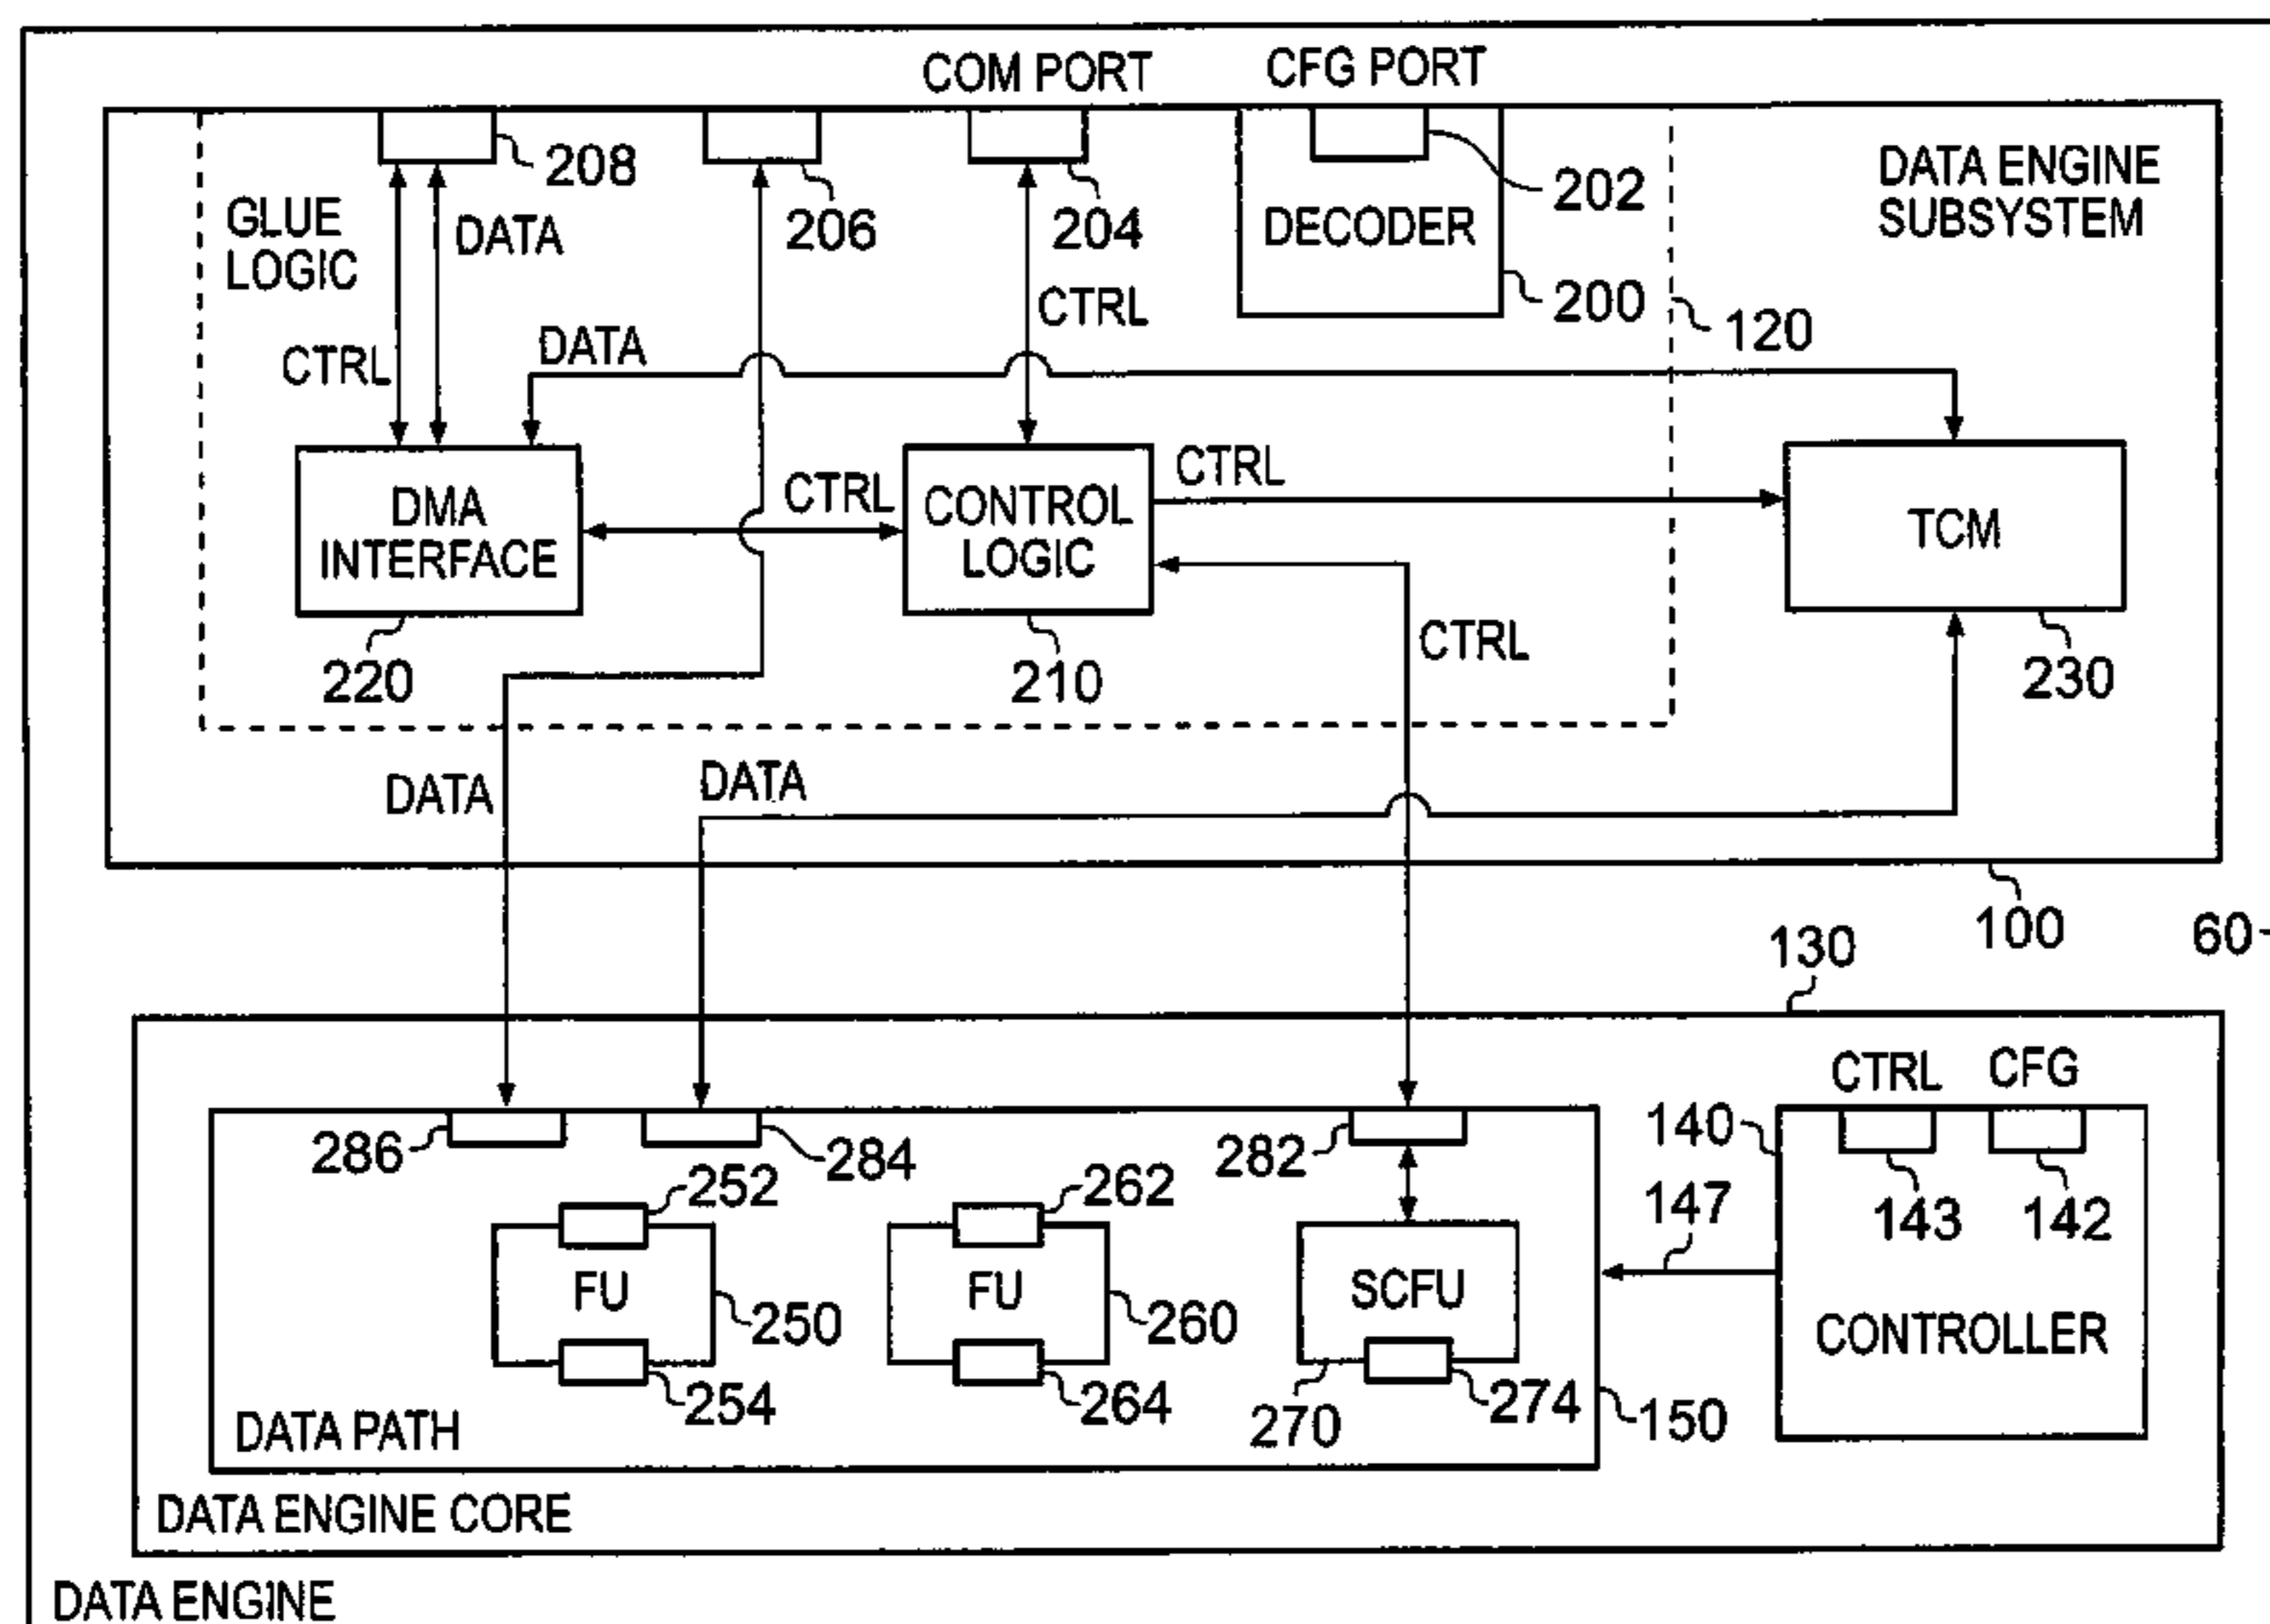 COM PORT
CFG PORT
208
206
204
202
DATA ENGINE
SUBSYSTEM
GLUE
LOGIC
DATA
DECODER
200
CTRL
120
CTRL
DATA
DMA
INTERFACE
CTRL
CONTROL
LOGIC
CTRL
TCM
CTRL
220
210
230
DATA
DATA
100
60
130
CTRL
CFG
286
284
282
140
252
262
147
143
142
FU
FU
SCFU
250
260
CONTROLLER
254
264
270
274
150
DATA PATH
DATA ENGINE CORE
DATA ENGINE